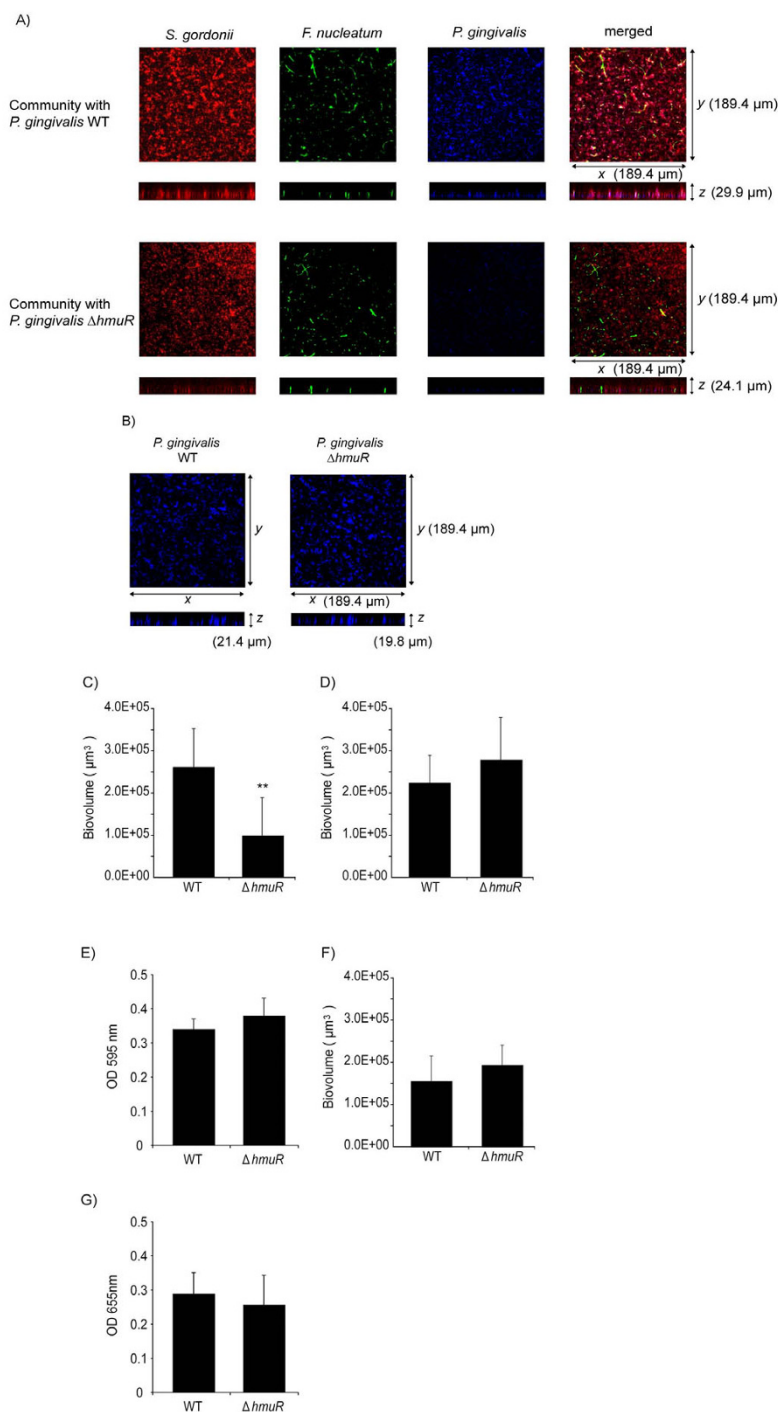 A)
S. gordonii F. nucleatum P. gingivalis merged
Community with
P. gingivalis WT
y (189.4 µm)
x (189.4 µm)
z (29.9 µm)
Community with
P. gingivalis ΔhmuR
y (189.4 µm)
x (189.4 µm)
z (24.1 µm)
B)
P. gingivalis
WT
P. gingivalis
ΔhmuR
y
y (189.4 µm)
x
x (189.4 µm)
z
z
(21.4 µm)
(19.8 µm)
C)
Biovolume ( µm³ )
4.0E+05
3.0E+05
2.0E+05
1.0E+05
0.0E+00
**
WT ΔhmuR
D)
Biovolume ( µm³ )
4.0E+05
3.0E+05
2.0E+05
1.0E+05
0.0E+00
WT ΔhmuR
E)
OD 595 nm
0.5
0.4
0.3
0.2
0.1
0
WT ΔhmuR
F)
Biovolume ( µm³ )
4.0E+05
3.0E+05
2.0E+05
1.0E+05
0.0E+00
WT ΔhmuR
G)
OD 655nm
0.5
0.4
0.3
0.2
0.1
0
WT ΔhmuR